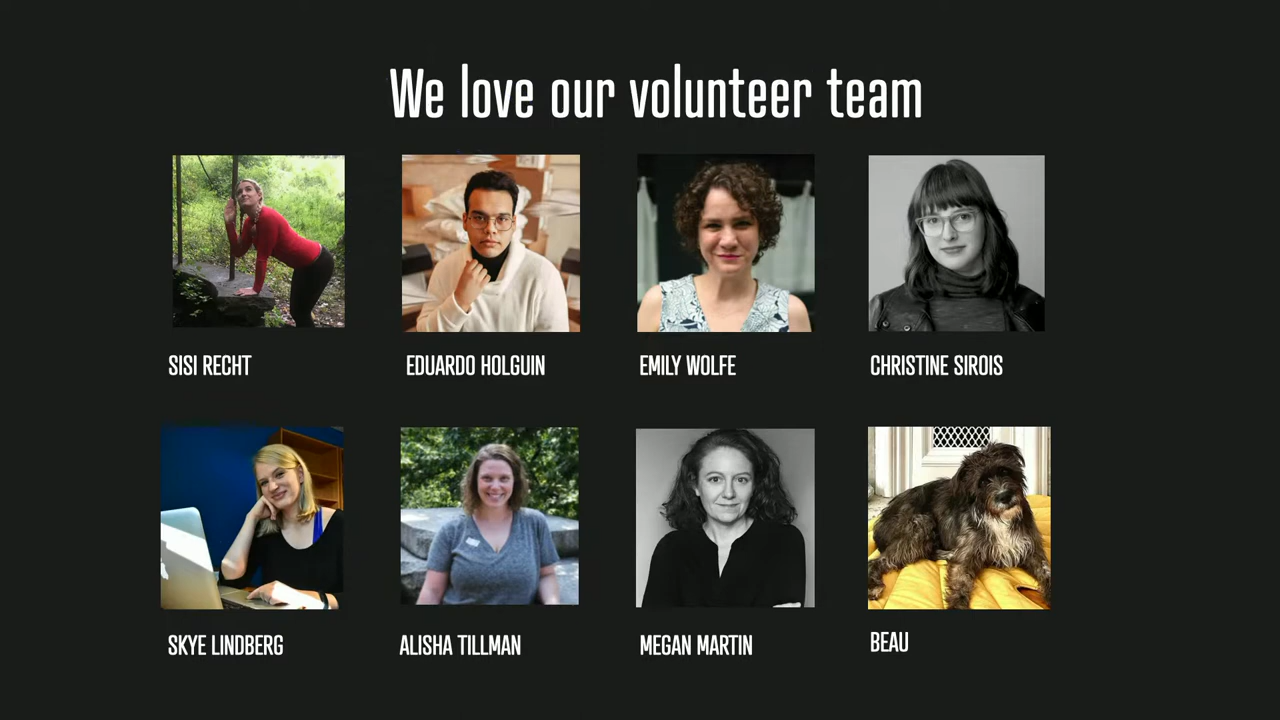 We love our volunteer team
SISI RECHT
EDUARDO HOLGUIN
EMILY WOLFE
CHRISTINE SIROIS
SKYE LINDBERG
ALISHA TILLMAN
MEGAN MARTIN
BEAU